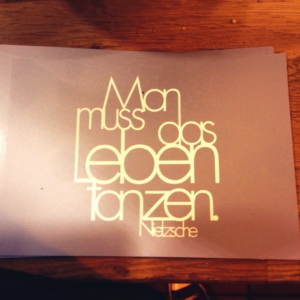 Man
muss das
Leben
tanzen.
Nietzsche